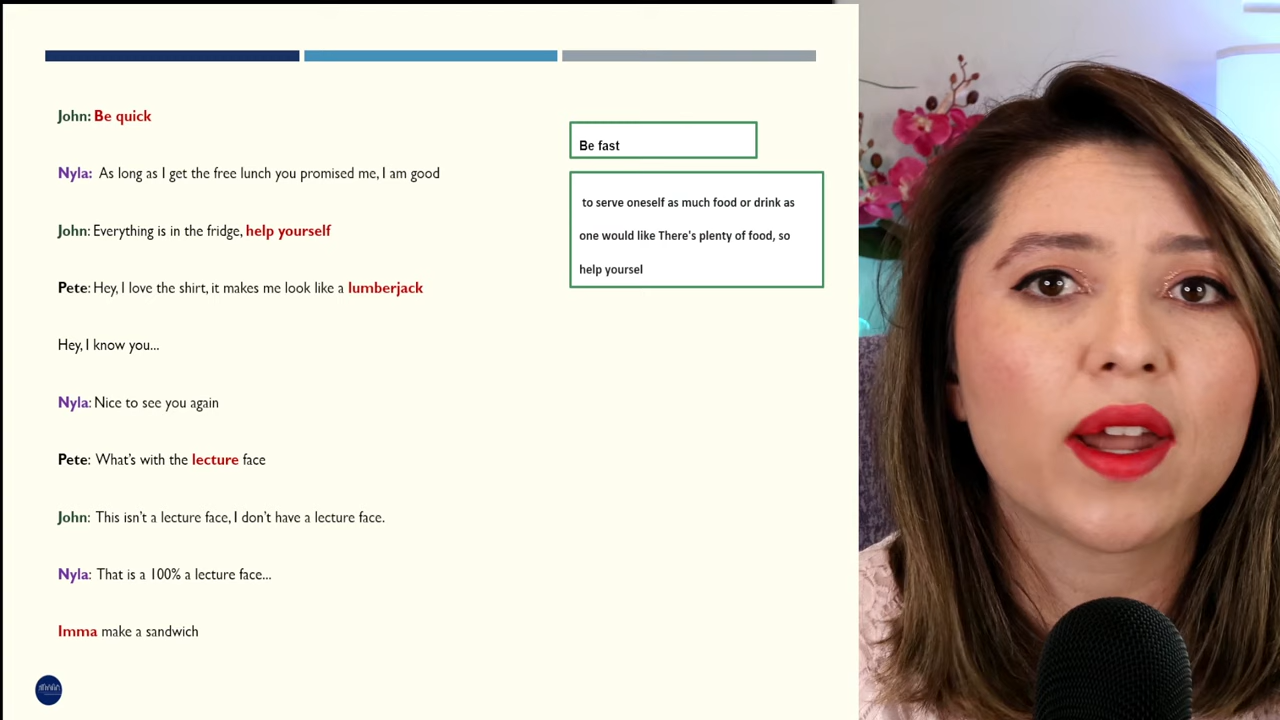 John: Be quick
Nyla: As long as I get the free lunch you promised me, I am good
John: Everything is in the fridge, help yourself
Pete: Hey, I love the shirt, it makes me look like a lumberjack
Hey, I know you...
Nyla: Nice to see you again
Pete: What's with the lecture face
John: This isn't a lecture face, I don't have a lecture face.
Nyla: That is a 100% a lecture face...
Imma make a sandwich
Be fast
to serve oneself as much food or drink as
one would like There's plenty of food, so
help yoursel